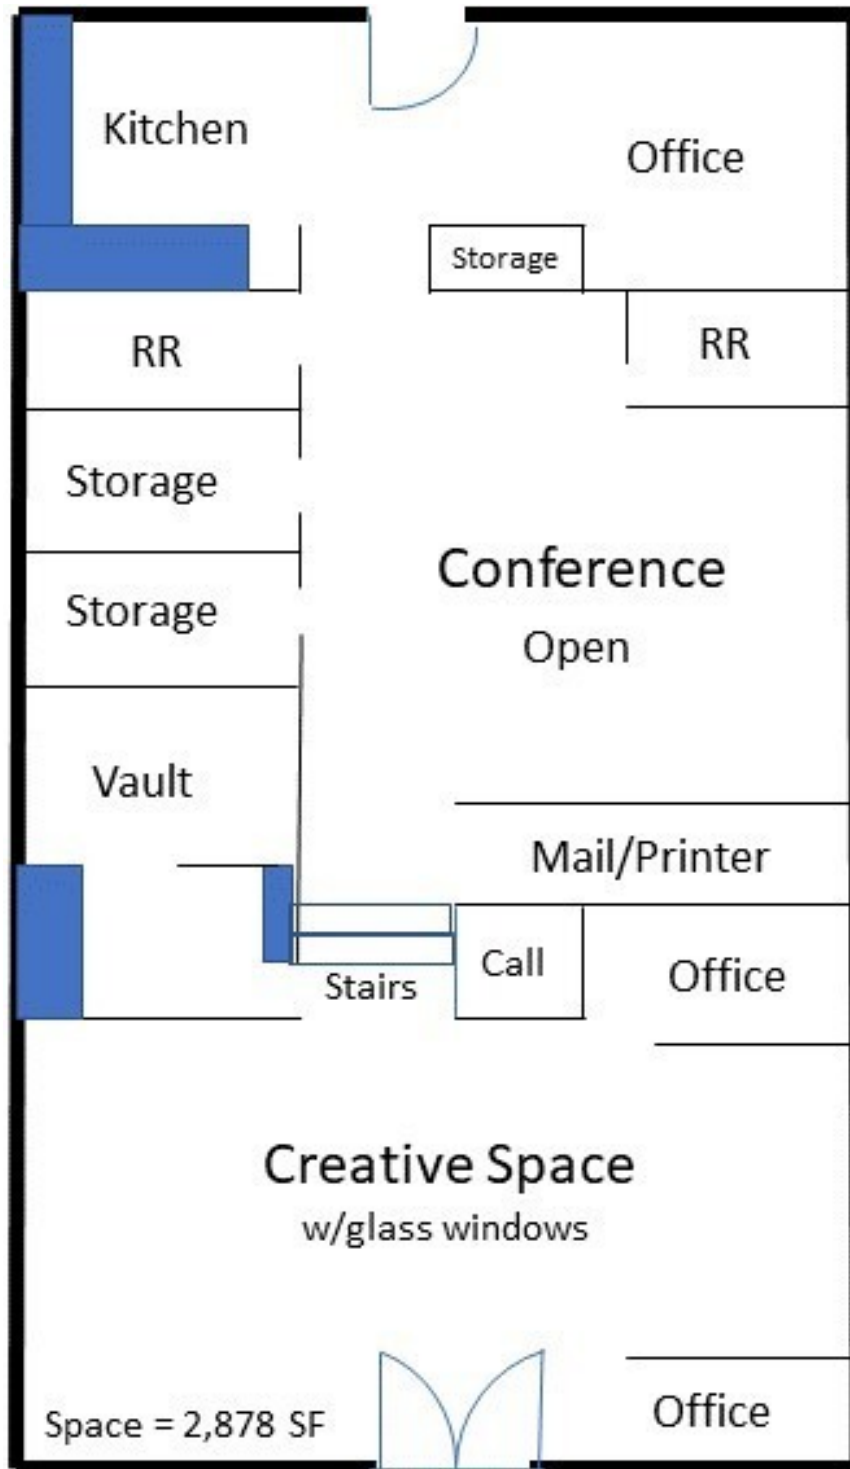 Kitchen
Office
Storage
RR
RR
Storage
Conference
Storage
Open
Vault
Mail/Printer
Call
Office
Stairs
Creative Space
w/glass windows
Office
Space = 2,878 SF